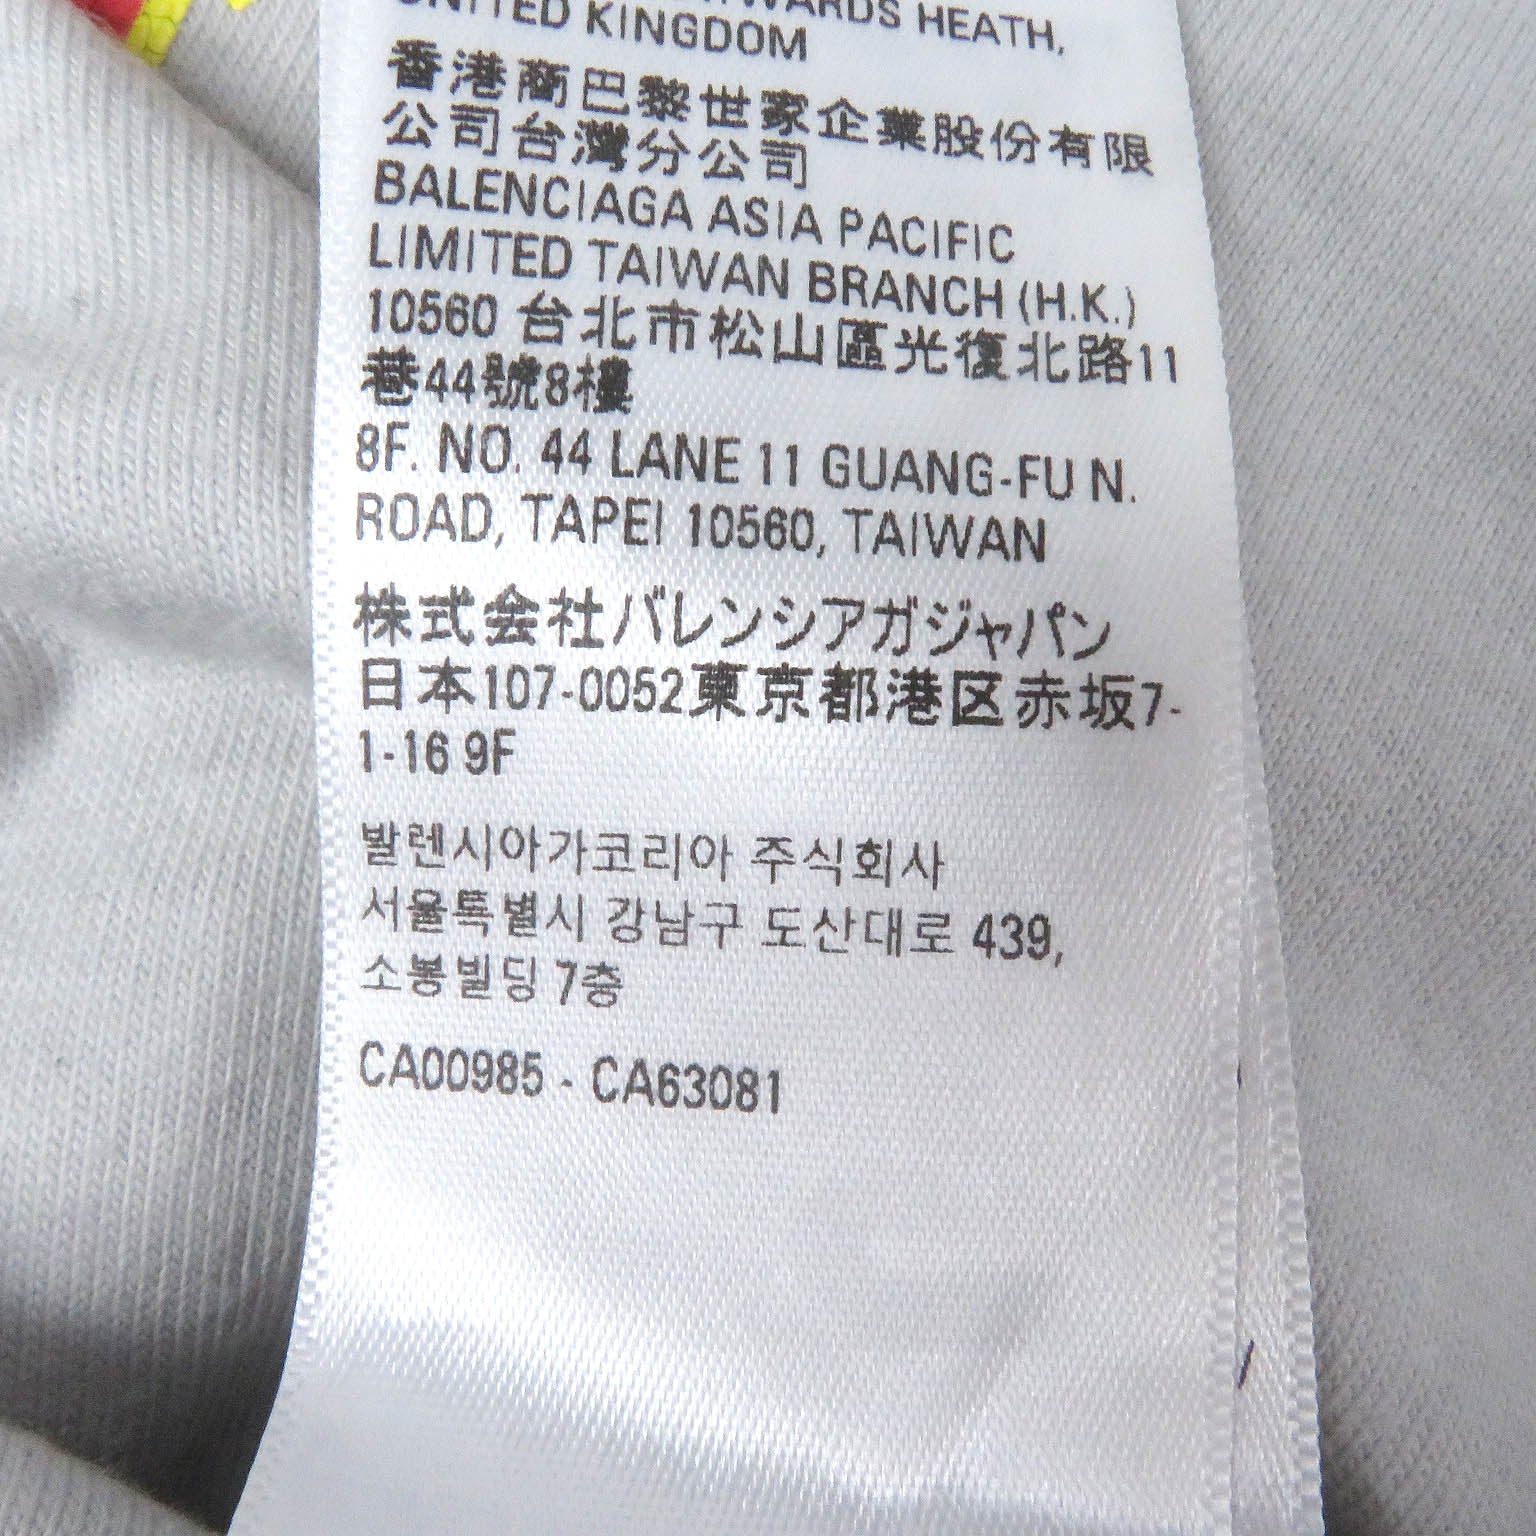 WARDS HEATH,
UNITED KINGDOM
香港商巴黎世家企業股份有限
公司台灣分公司
BALENCIAGA ASIA PACIFIC
LIMITED TAIWAN BRANCH (H.K.)
10560 台北市松山區光復北路11
巷44號8樓
8F. NO. 44 LANE 11 GUANG-FU N.
ROAD, TAPEI 10560, TAIWAN
株式会社バレンシアガジャパン
日本107-0052東京都港区赤坂7-
1-16 9F
발렌시아가코리아 주식회사
서울특별시 강남구 도산대로 439,
소봉빌딩 7층
CA00985 - CA63081